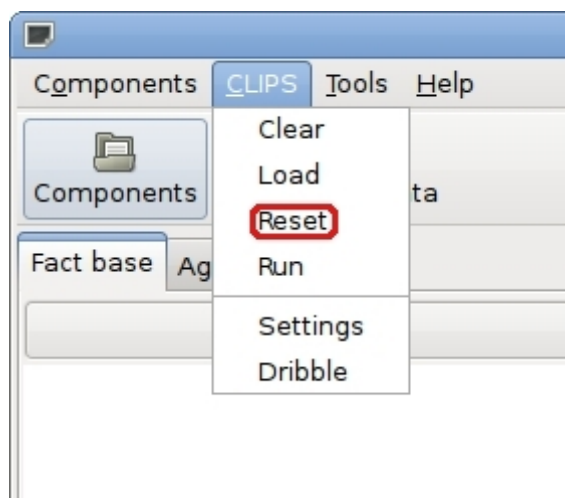 Components CLIPS Tools Help
Clear
Load
Components
ta
Reset
Fact base Ag
Run
Settings
Dribble